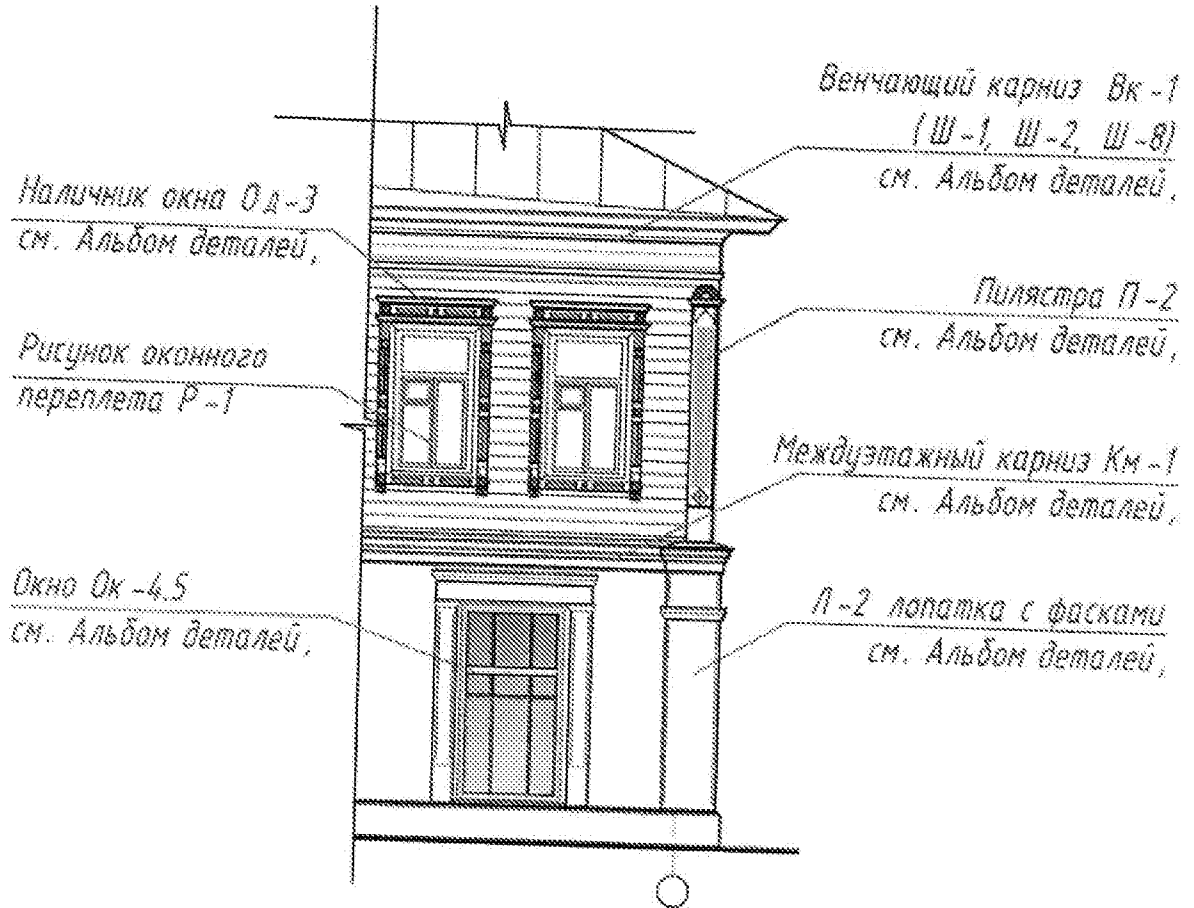 Венчающий карниз Вк-1
(Ш-1, Ш-2, Ш-8)
см. Альбом деталей,
Наличник окна Од-3
см. Альбом деталей,
Пилястра П-2
см. Альбом деталей,
Рисунок оконного
переплета Р-1
Междуэтажный карниз Км-1
см. Альбом деталей,
Окно Ок-4,5
см. Альбом деталей,
Л-2 лопатка с фасками
см. Альбом деталей,